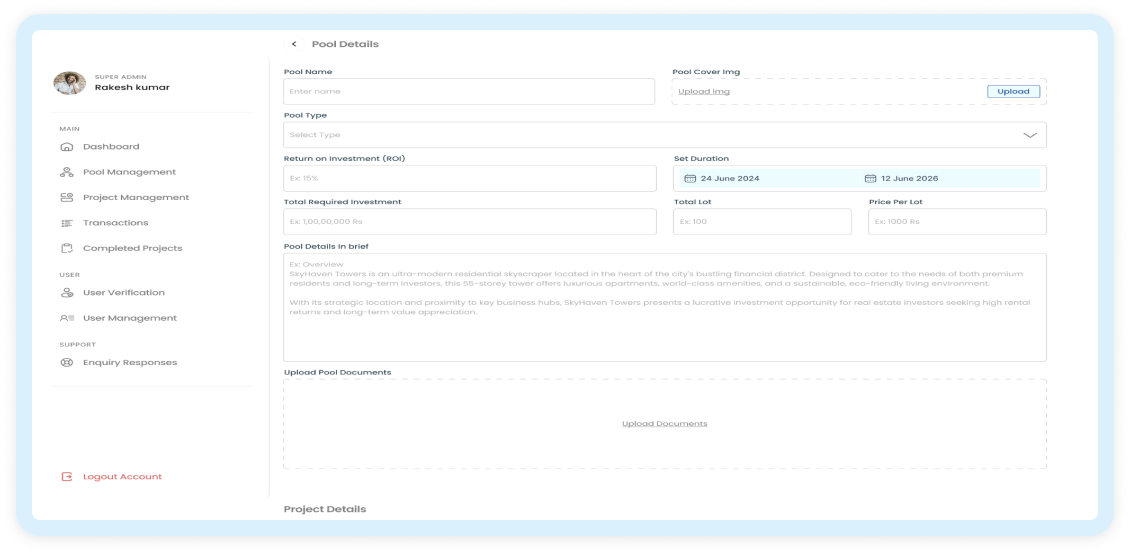 Pool Details
SUPER ADMIN
Rakesh kumar
MAIN
Dashboard
Pool Management
Project Management
Transactions
Completed Projects
USER
User Verification
User Management
SUPPORT
Enquiry Responses
Logout Account
Pool Name
Enter name
Pool Cover Img
Upload Img
Upload
Pool Type
Select Type
Return on Investment (ROI)
Ex: 15%
Set Duration
24 June 2024
12 June 2026
Total Required Investment
Ex: 1,00,00,000 Rs
Total Lot
Ex: 100
Price Per Lot
Ex: 1000 Rs
Pool Details In brief
Ex: Overview
SkyHaven Towers is an ultra-modern residential skyscraper located in the heart of the city's bustling financial district. Designed to cater to the needs of both premium
residents and long-term investors, this 55-storey tower offers luxurious apartments, world-class amenities, and a sustainable, eco-friendly living environment.
With its strategic location and proximity to key business hubs, SkyHaven Towers presents a lucrative investment opportunity for real estate investors seeking high rental
returns and long-term value appreciation.
Upload Pool Documents
Upload Documents
Project Details